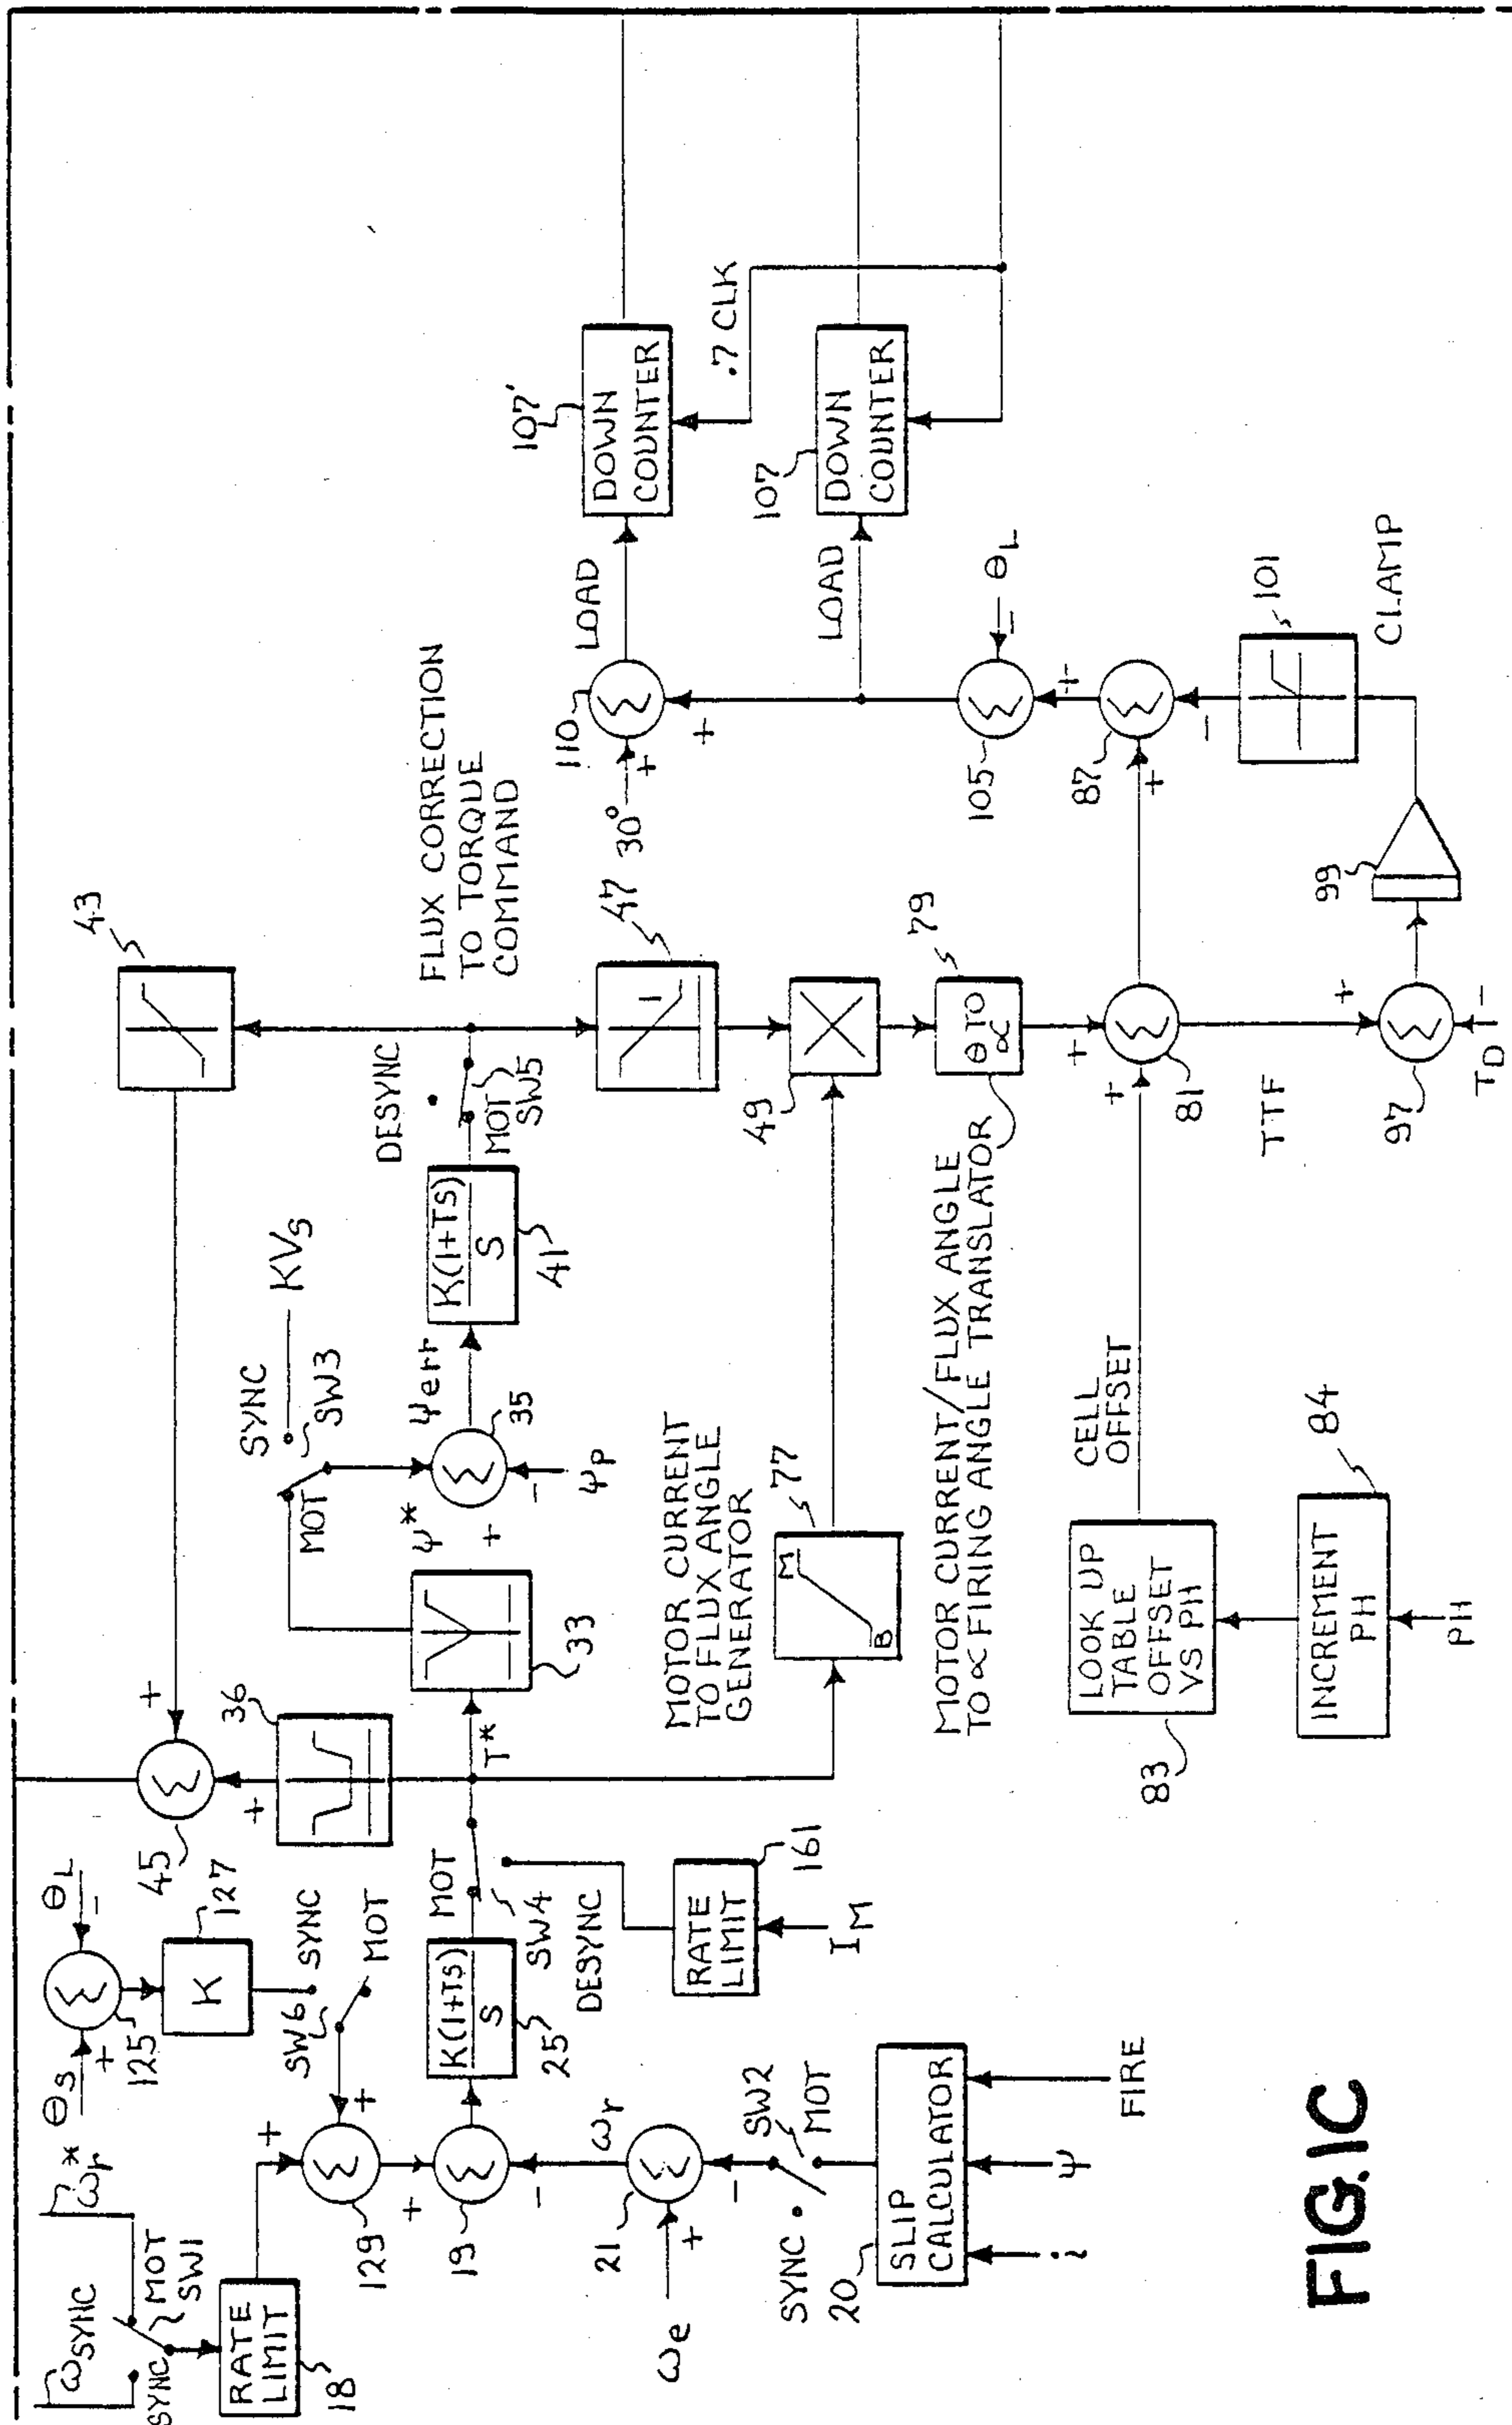 ωSYNC
ωr*
SYNC
MOT
SW1
RATE
LIMIT
18
θS
+
θL
-
Σ
125
K
127
SW6
SYNC
MOT
+
+
Σ
129
+
Σ
19
-
ωr
K(1+TS)
S
25
ωe
+
Σ
21
-
SYNC
SW2
MOT
SLIP
CALCULATOR
20
i
ψ
FIRE
MOT
SW4
DESYNC
RATE
LIMIT
161
IM
T*
36
+
Σ
+
45
33
MOT
SYNC
SW3
KVS
ψ*
+
Σ
-
35
ψP
ψerr
K(1+TS)
S
41
DESYNC
MOT
SW5
43
FLUX CORRECTION
TO TORQUE
COMMAND
47
1
MOTOR CURRENT
TO FLUX ANGLE
GENERATOR
77
M
B
49
X
θ TO
∝
79
MOTOR CURRENT/FLUX ANGLE
TO ∝ FIRING ANGLE TRANSLATOR
LOOK UP
TABLE
OFFSET
VS PH
83
INCREMENT
PH
84
PH
CELL
OFFSET
+
+
Σ
81
TTF
+
Σ
97
-
TD
99
101
CLAMP
+
-
Σ
87
+
Σ
105
-
θL
30°
+
+
Σ
110
LOAD
LOAD
DOWN
COUNTER
107'
DOWN
COUNTER
107
.7 CLK
FIG.1C